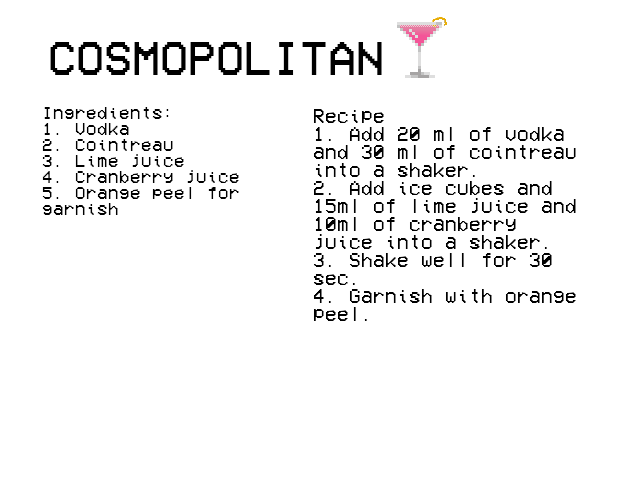 COSMOPOLITAN
Ingredients:
1. Vodka
2. Cointreau
3. Lime juice
4. Cranberry juice
5. Orange peel for
garnish
Recipe
1. Add 20 ml of vodka
and 30 ml of cointreau
into a shaker.
2. Add ice cubes and
15ml of lime juice and
10ml of cranberry
juice into a shaker.
3. Shake well for 30
sec.
4. Garnish with orange
peel.